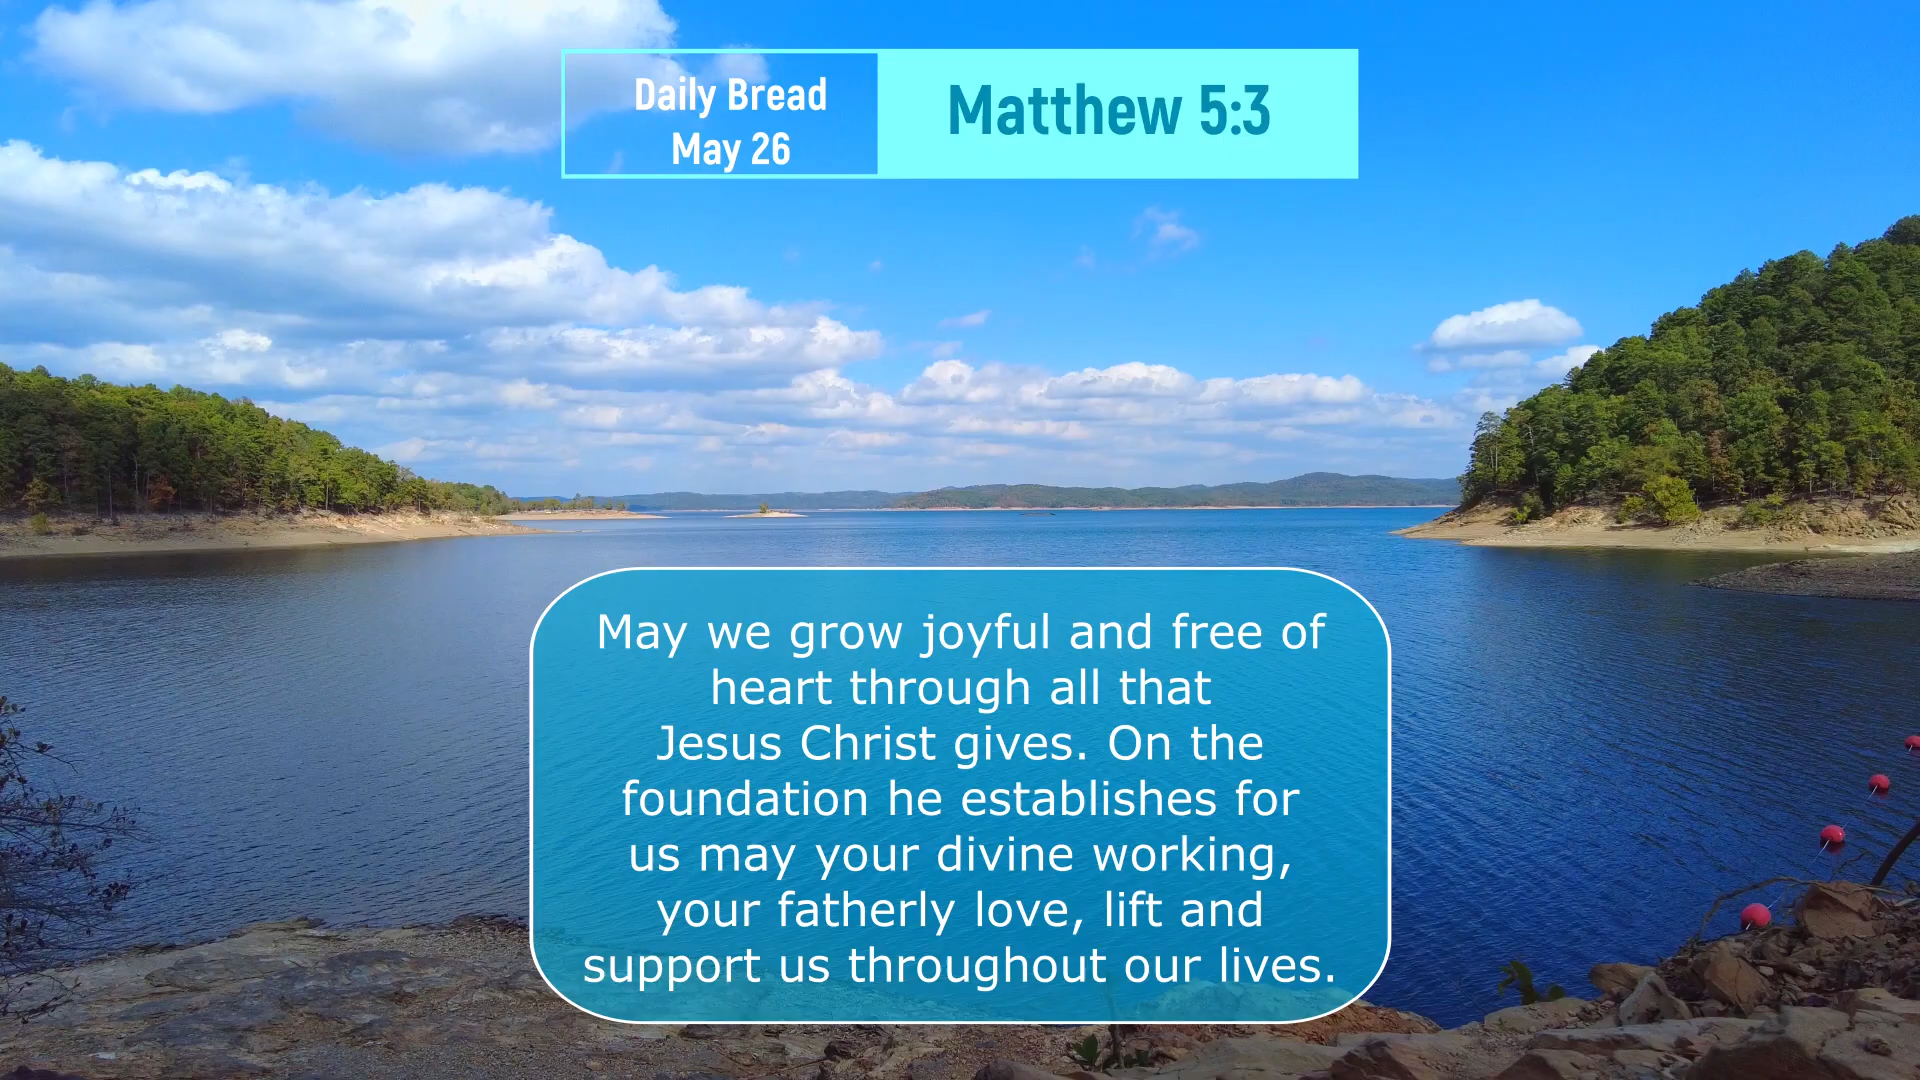 Daily Bread
May 26
Matthew 5:3
May we grow joyful and free of
heart through all that
Jesus Christ gives. On the
foundation he establishes for
us may your divine working,
your fatherly love, lift and
support us throughout our lives.